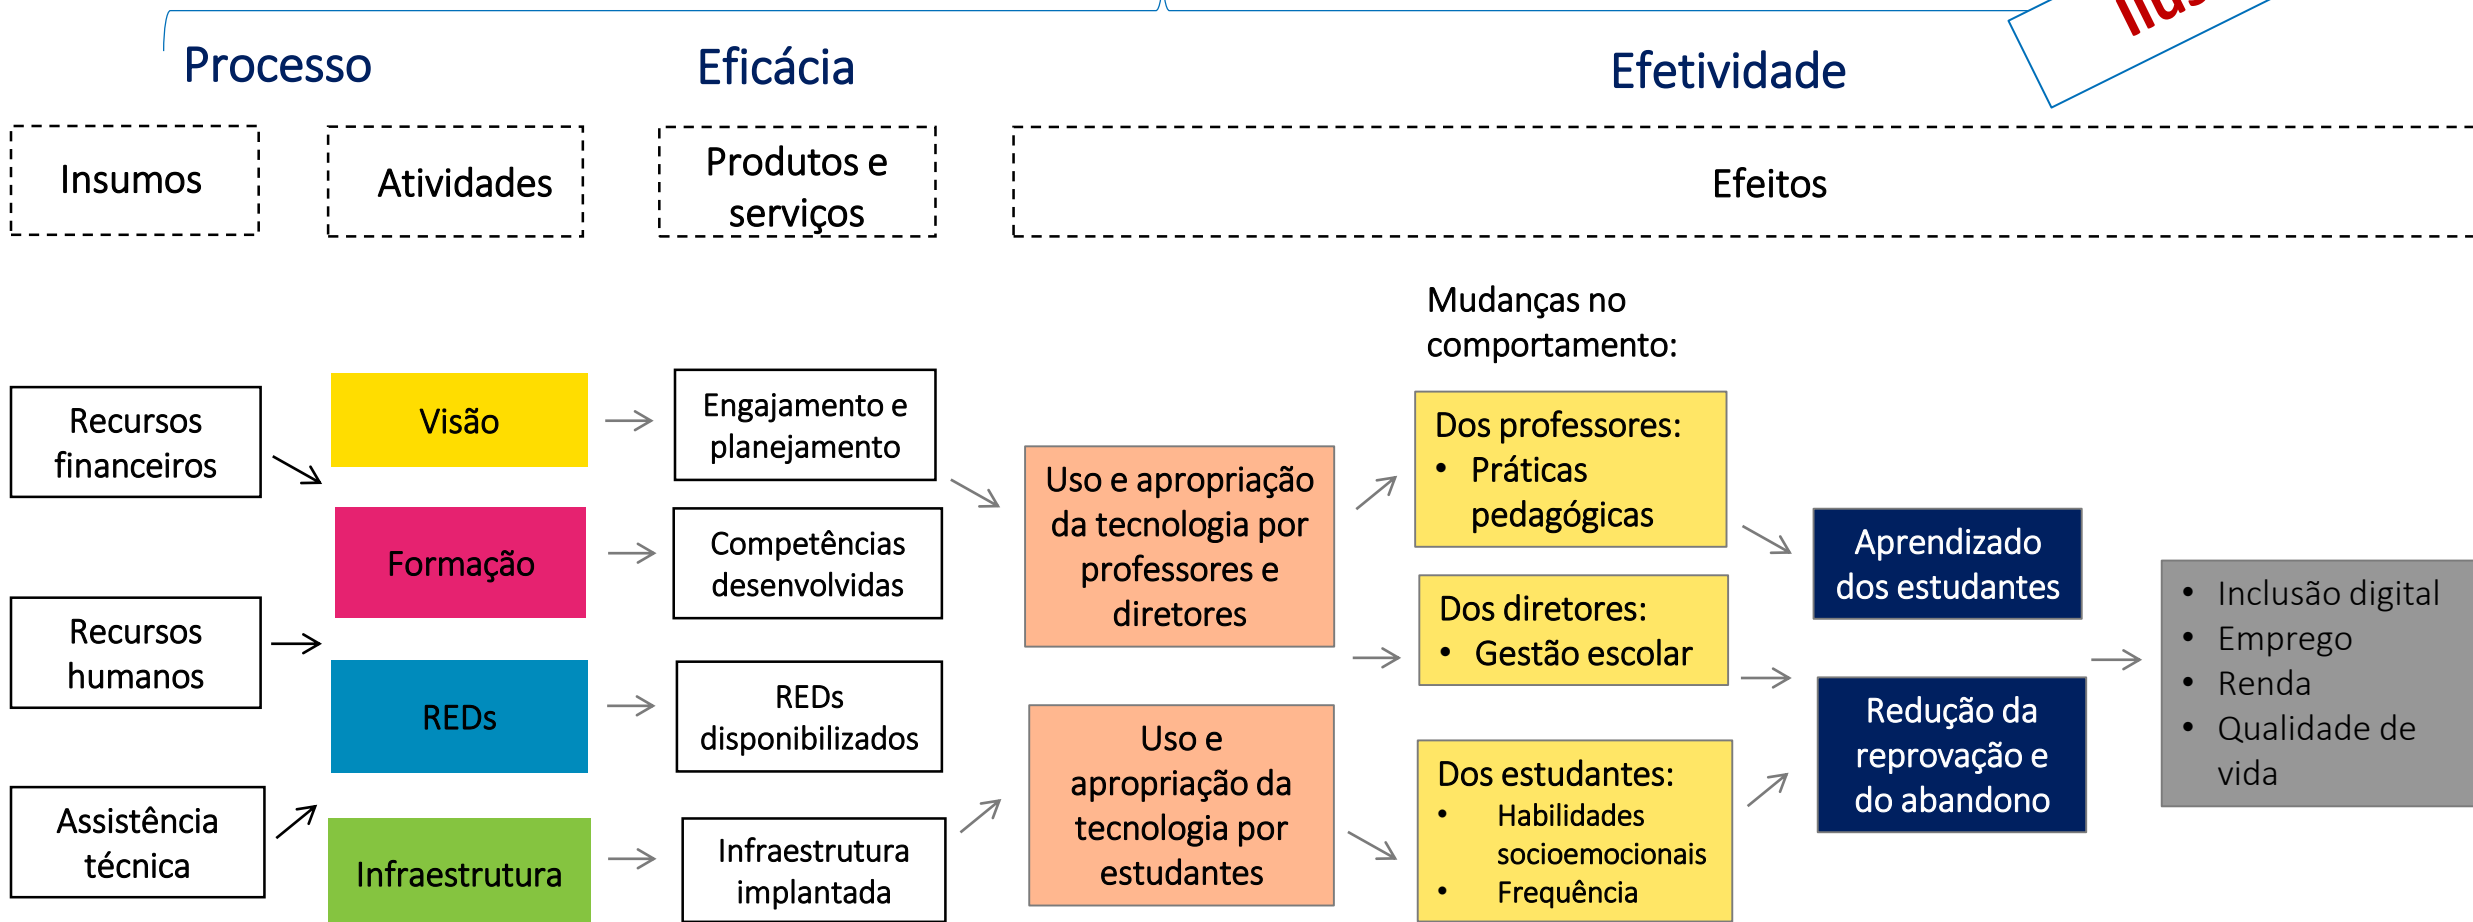 Processo
Eficácia
Efetividade
Insumos
Atividades
Produtos e
serviços
Efeitos
Mudanças no
comportamento:
Recursos
financeiros
Recursos
humanos
Assistência
técnica
Visão
Formação
REDs
Infraestrutura
Engajamento e
planejamento
Competências
desenvolvidas
REDs
disponibilizados
Infraestrutura
implantada
Uso e apropriação
da tecnologia por
professores e
diretores
Uso e
apropriação da
tecnologia por
estudantes
Dos professores:
• Práticas
pedagógicas
Dos diretores:
• Gestão escolar
Dos estudantes:
• Habilidades
socioemocionais
• Frequência
Aprendizado
dos estudantes
Redução da
reprovação e
do abandono
• Inclusão digital
• Emprego
• Renda
• Qualidade de
vida